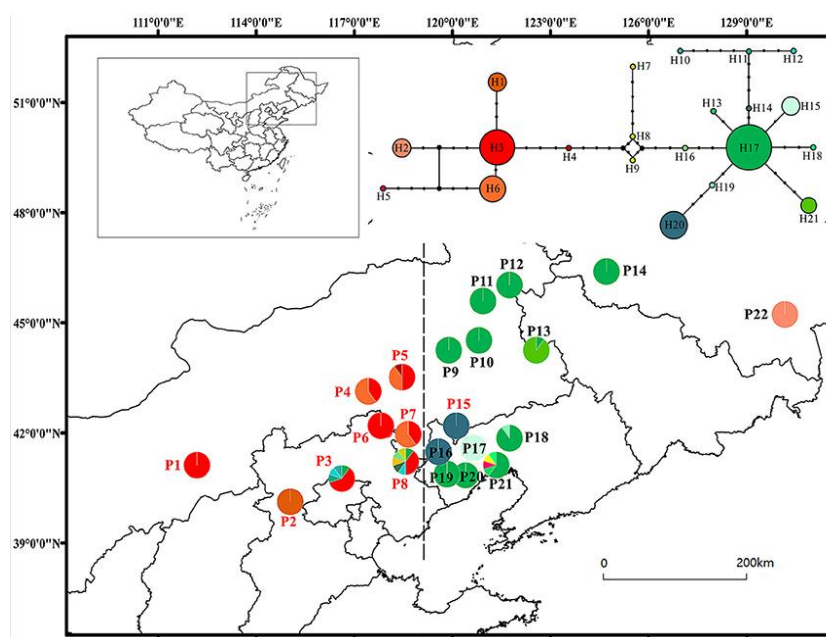 111°0'0"E 114°0'0"E 117°0'0"E 120°0'0"E 123°0'0"E 126°0'0"E 129°0'0"E
51°0'0"N
48°0'0"N
45°0'0"N
42°0'0"N
39°0'0"N
H10 H11 H12
H7
H1
H13 H14 H15
H2 H3 H4 H8 H9 H16 H17 H18
H5 H6 H19 H20 H21
P12 P14
P11
P22
P13
P9 P10
P5
P4
P15
P6 P7
P17 P18
P16
P1 P3 P8 P19 P20 P21
P2
0 200km